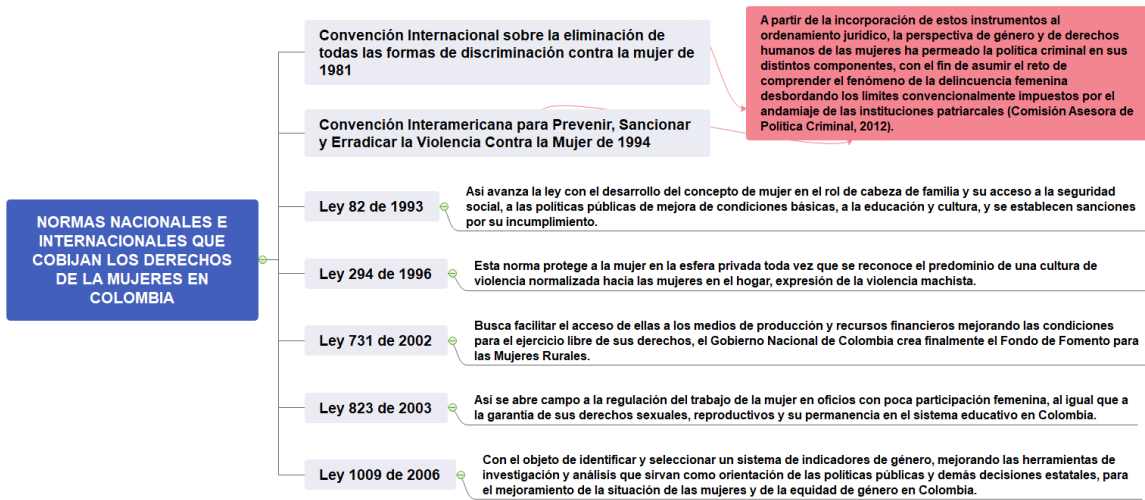 NORMAS NACIONALES E
INTERNACIONALES QUE
COBIJAN LOS DERECHOS
DE LA MUJERES EN
COLOMBIA
Convención Internacional sobre la eliminación de
todas las formas de discriminación contra la mujer de
1981
A partir de la incorporación de estos instrumentos al
ordenamiento jurídico, la perspectiva de género y de derechos
humanos de las mujeres ha permeado la política criminal en sus
distintos componentes, con el fin de asumir el reto de
comprender el fenómeno de la delincuencia femenina
desbordando los limites convencionalmente impuestos por el
andamiaje de las instituciones patriarcales (Comisión Asesora de
Política Criminal, 2012).
Convención Interamericana para Prevenir, Sancionar
y Erradicar la Violencia Contra la Mujer de 1994
Ley 82 de 1993
Así avanza la ley con el desarrollo del concepto de mujer en el rol de cabeza de familia y su acceso a la seguridad
social, a las políticas públicas de mejora de condiciones básicas, a la educación y cultura, y se establecen sanciones
por su incumplimiento.
Ley 294 de 1996
Esta norma protege a la mujer en la esfera privada toda vez que se reconoce el predominio de una cultura de
violencia normalizada hacia las mujeres en el hogar, expresión de la violencia machista.
Ley 731 de 2002
Busca facilitar el acceso de ellas a los medios de producción y recursos financieros mejorando las condiciones
para el ejercicio libre de sus derechos, el Gobierno Nacional de Colombia crea finalmente el Fondo de Fomento para
las Mujeres Rurales.
Ley 823 de 2003
Así se abre campo a la regulación del trabajo de la mujer en oficios con poca participación femenina, al igual que a
la garantía de sus derechos sexuales, reproductivos y su permanencia en el sistema educativo en Colombia.
Ley 1009 de 2006
Con el objeto de identificar y seleccionar un sistema de indicadores de género, mejorando las herramientas de
investigación y análisis que sirvan como orientación de las políticas públicas y demás decisiones estatales, para
el mejoramiento de la situación de las mujeres y de la equidad de género en Colombia.